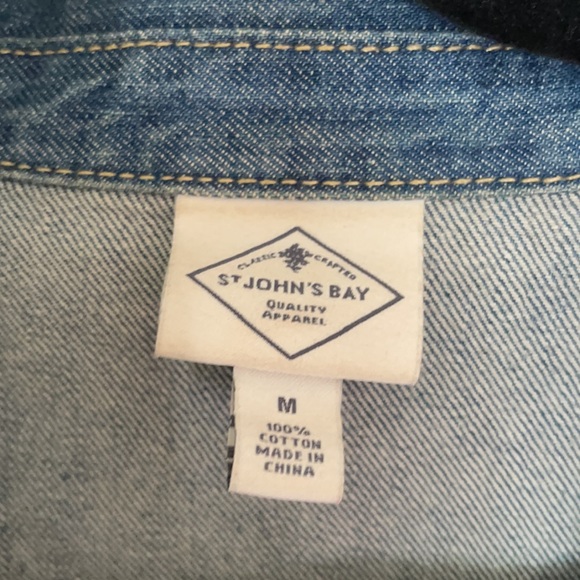 CLASSIC CRAFTED
ST JOHN'S BAY
QUALITY
APPAREL
M
100%
COTTON
MADE IN
CHINA